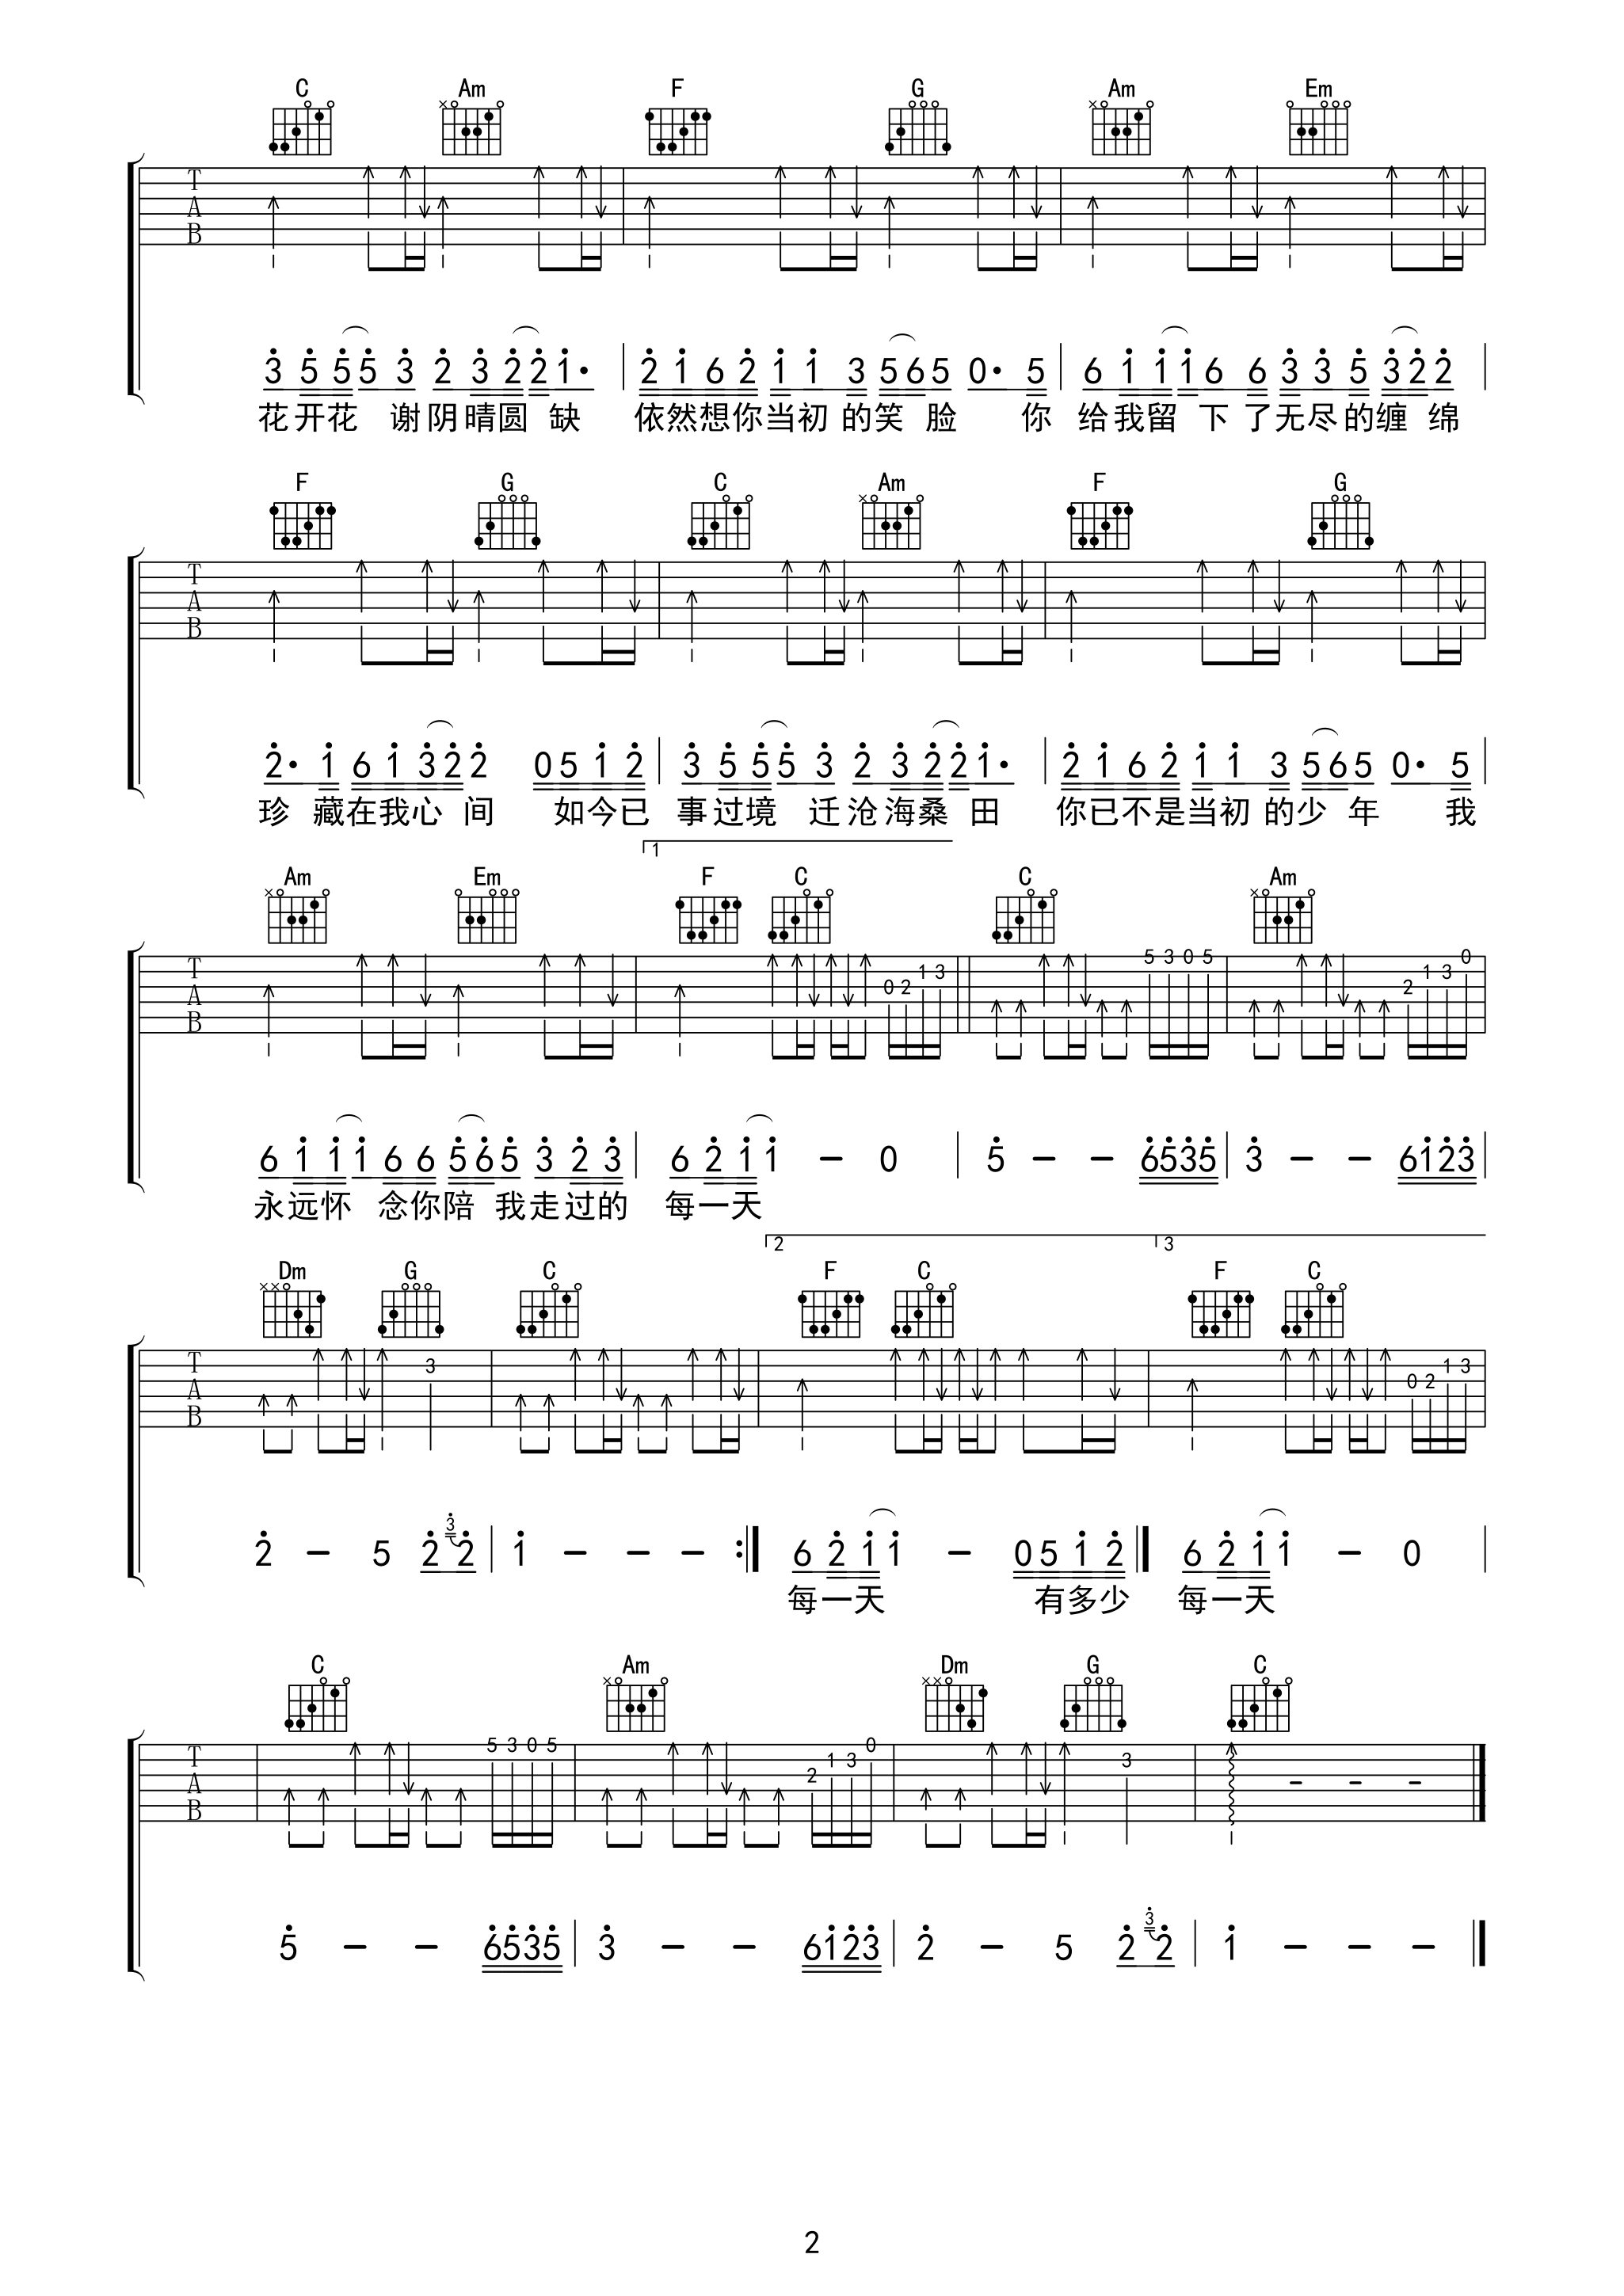 C Am F G Am Em
T
A
B
3 5 5 5 3 2 3 2 2 1· 2 1 6 2 1 1 3 5 6 5 0· 5 6 1 1 1 6 6 3 3 5 3 2 2
花开花 谢阴晴圆 缺 依然想你当初 的笑 脸 你 给我留 下 了无尽的缠 绵
F G C Am F G
T
A
B
2· 1 6 1 3 2 2 0 5 1 2 3 5 5 5 3 2 3 2 2 1· 2 1 6 2 1 1 3 5 6 5 0· 5
珍 藏在我心 间 如今已 事过境 迁沧海桑 田 你已不是当初 的少 年 我
1
Am Em F C C Am
T
A
B
0 2 1 3 5 3 0 5 2 1 3 0
6 1 1 1 6 6 5 6 5 3 2 3 6 2 1 1 – 0 5 – – 6535 3 – – 6123
永远怀 念你陪 我走过的 每一天
2 3
Dm G C F C F C
T
A
B
3 0 2 1 3
2 – 5 2 3 2 1 – – – 6 2 1 1 – 0 5 1 2 6 2 1 1 – 0
每一天 有多少 每一天
C Am Dm G C
T
A
B
5 3 0 5 2 1 3 0 3 – – –
5 – – 6535 3 – – 6123 2 – 5 2 3 2 1 – – –
2